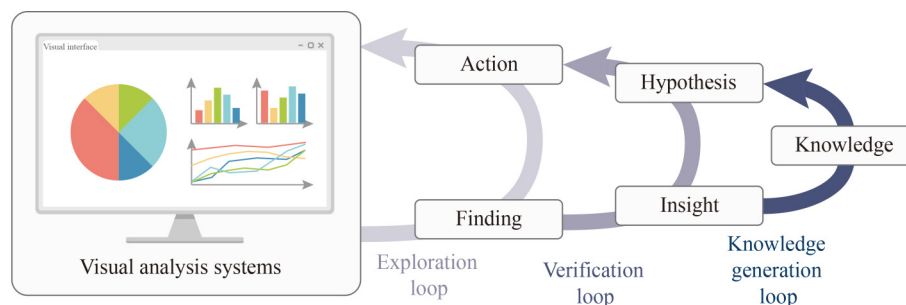 Visual interface
Action
Hypothesis
Knowledge
Finding
Insight
Visual analysis systems
Exploration
loop
Verification
loop
Knowledge
generation
loop